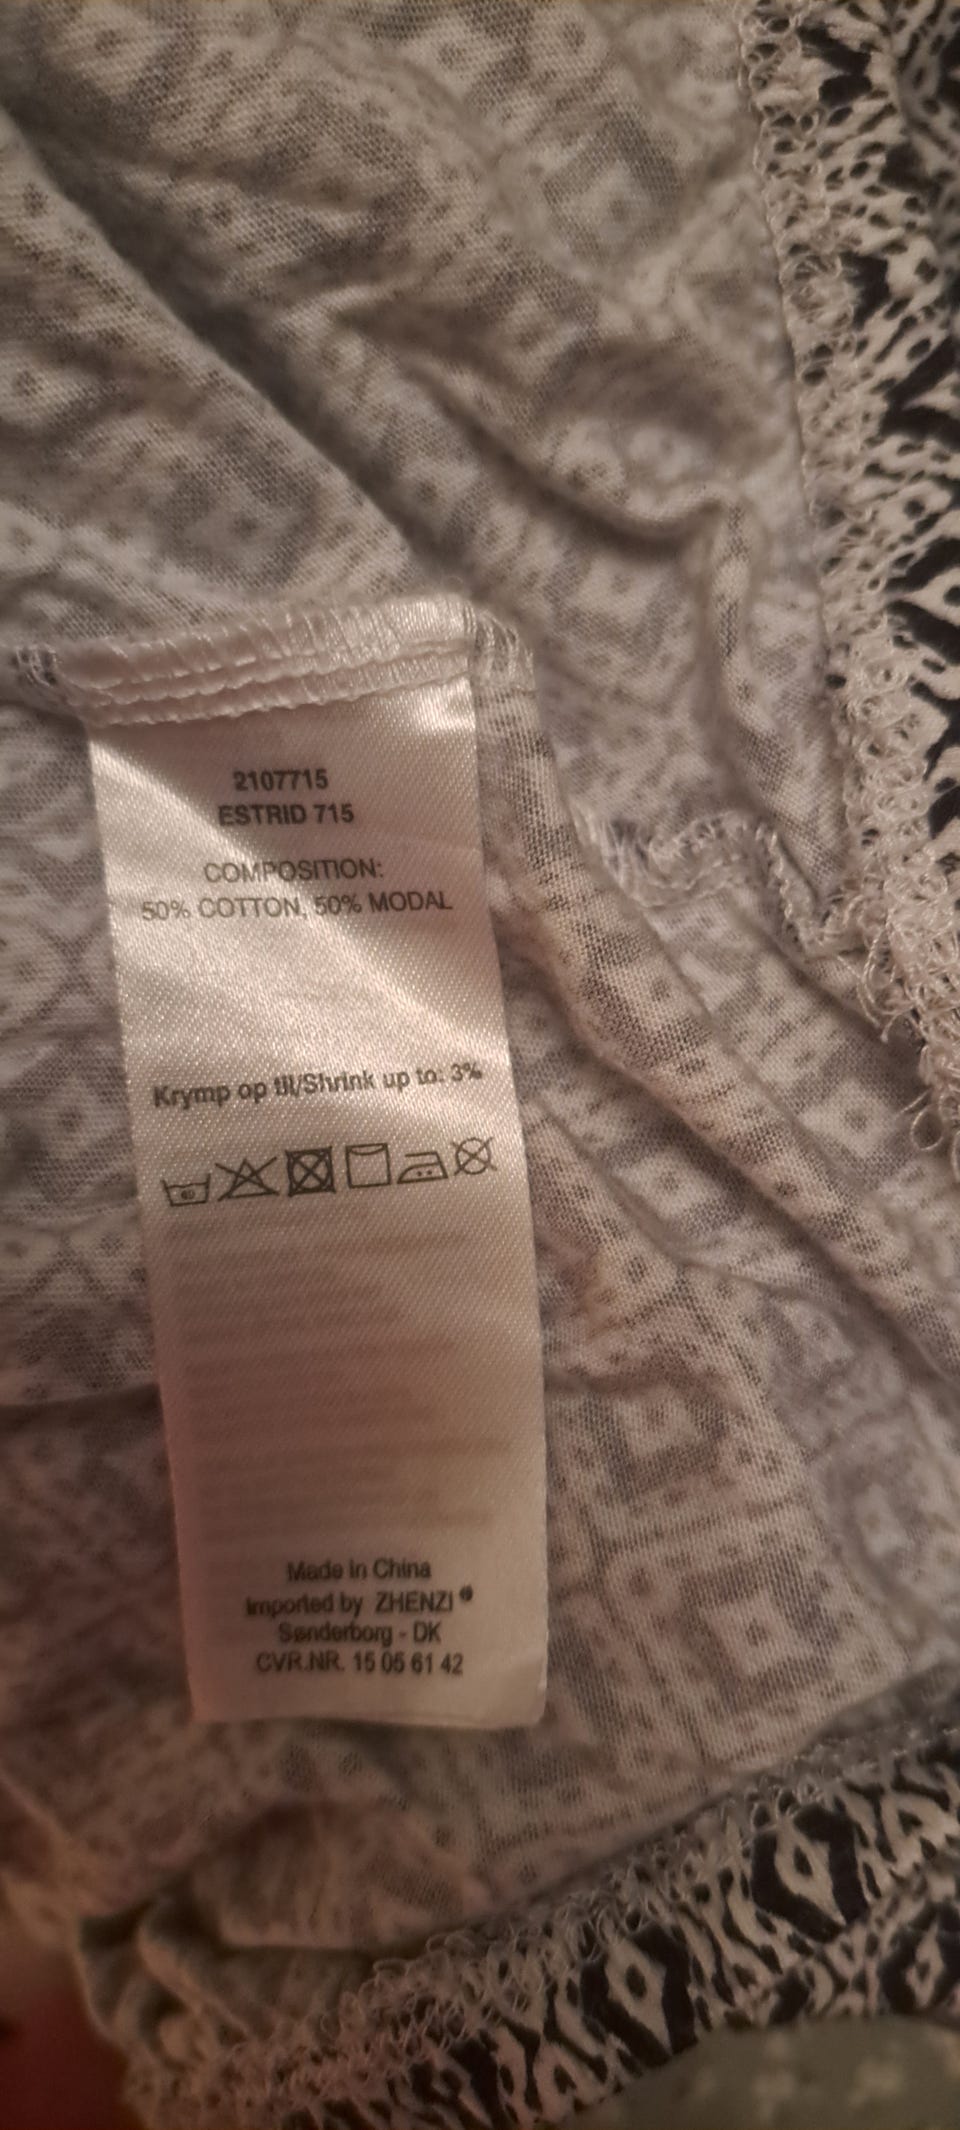 2107715
ESTRID 715
COMPOSITION:
50% COTTON, 50% MODAL
Krymp op til/Shrink up to: 3%
Made in China
Imported by ZHENZI ®
Sønderborg - DK
CVR.NR. 15 05 61 42